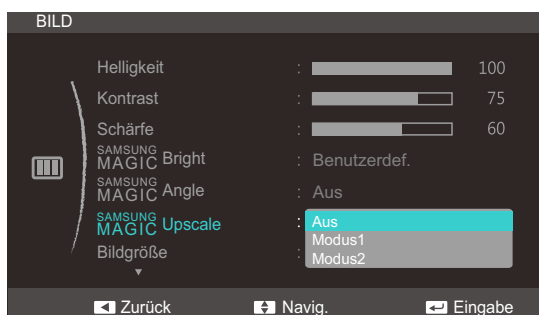 BILD
Helligkeit : 100
Kontrast : 75
Schärfe : 60
SAMSUNG MAGIC Bright : Benutzerdef.
SAMSUNG MAGIC Angle : Aus
SAMSUNG MAGIC Upscale : Aus
Modus1
Bildgröße : Modus2
Zurück Navig. Eingabe